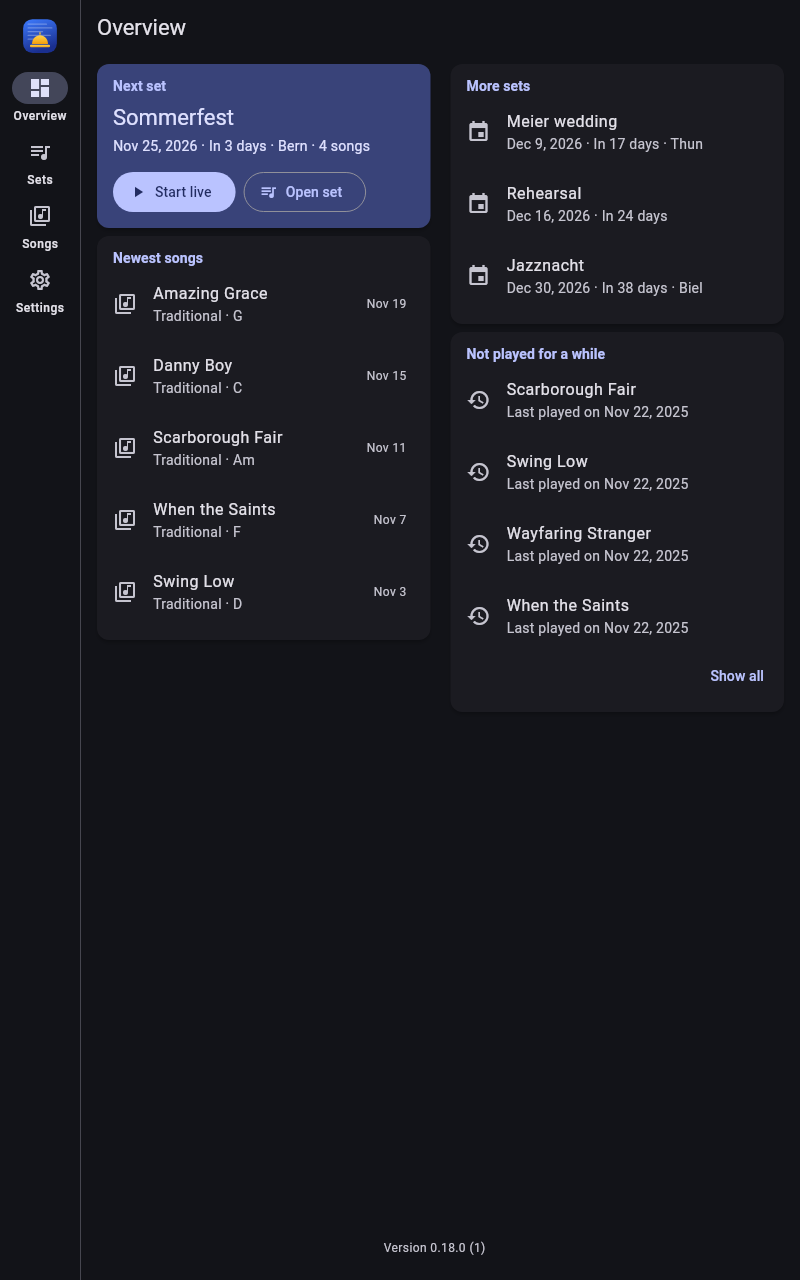 Overview
Overview
Sets
Songs
Settings
Next set
Sommerfest
Nov 25, 2026 · In 3 days · Bern · 4 songs
Start live
Open set
Newest songs
Amazing Grace
Traditional · G
Nov 19
Danny Boy
Traditional · C
Nov 15
Scarborough Fair
Traditional · Am
Nov 11
When the Saints
Traditional · F
Nov 7
Swing Low
Traditional · D
Nov 3
More sets
Meier wedding
Dec 9, 2026 · In 17 days · Thun
Rehearsal
Dec 16, 2026 · In 24 days
Jazznacht
Dec 30, 2026 · In 38 days · Biel
Not played for a while
Scarborough Fair
Last played on Nov 22, 2025
Swing Low
Last played on Nov 22, 2025
Wayfaring Stranger
Last played on Nov 22, 2025
When the Saints
Last played on Nov 22, 2025
Show all
Version 0.18.0 (1)